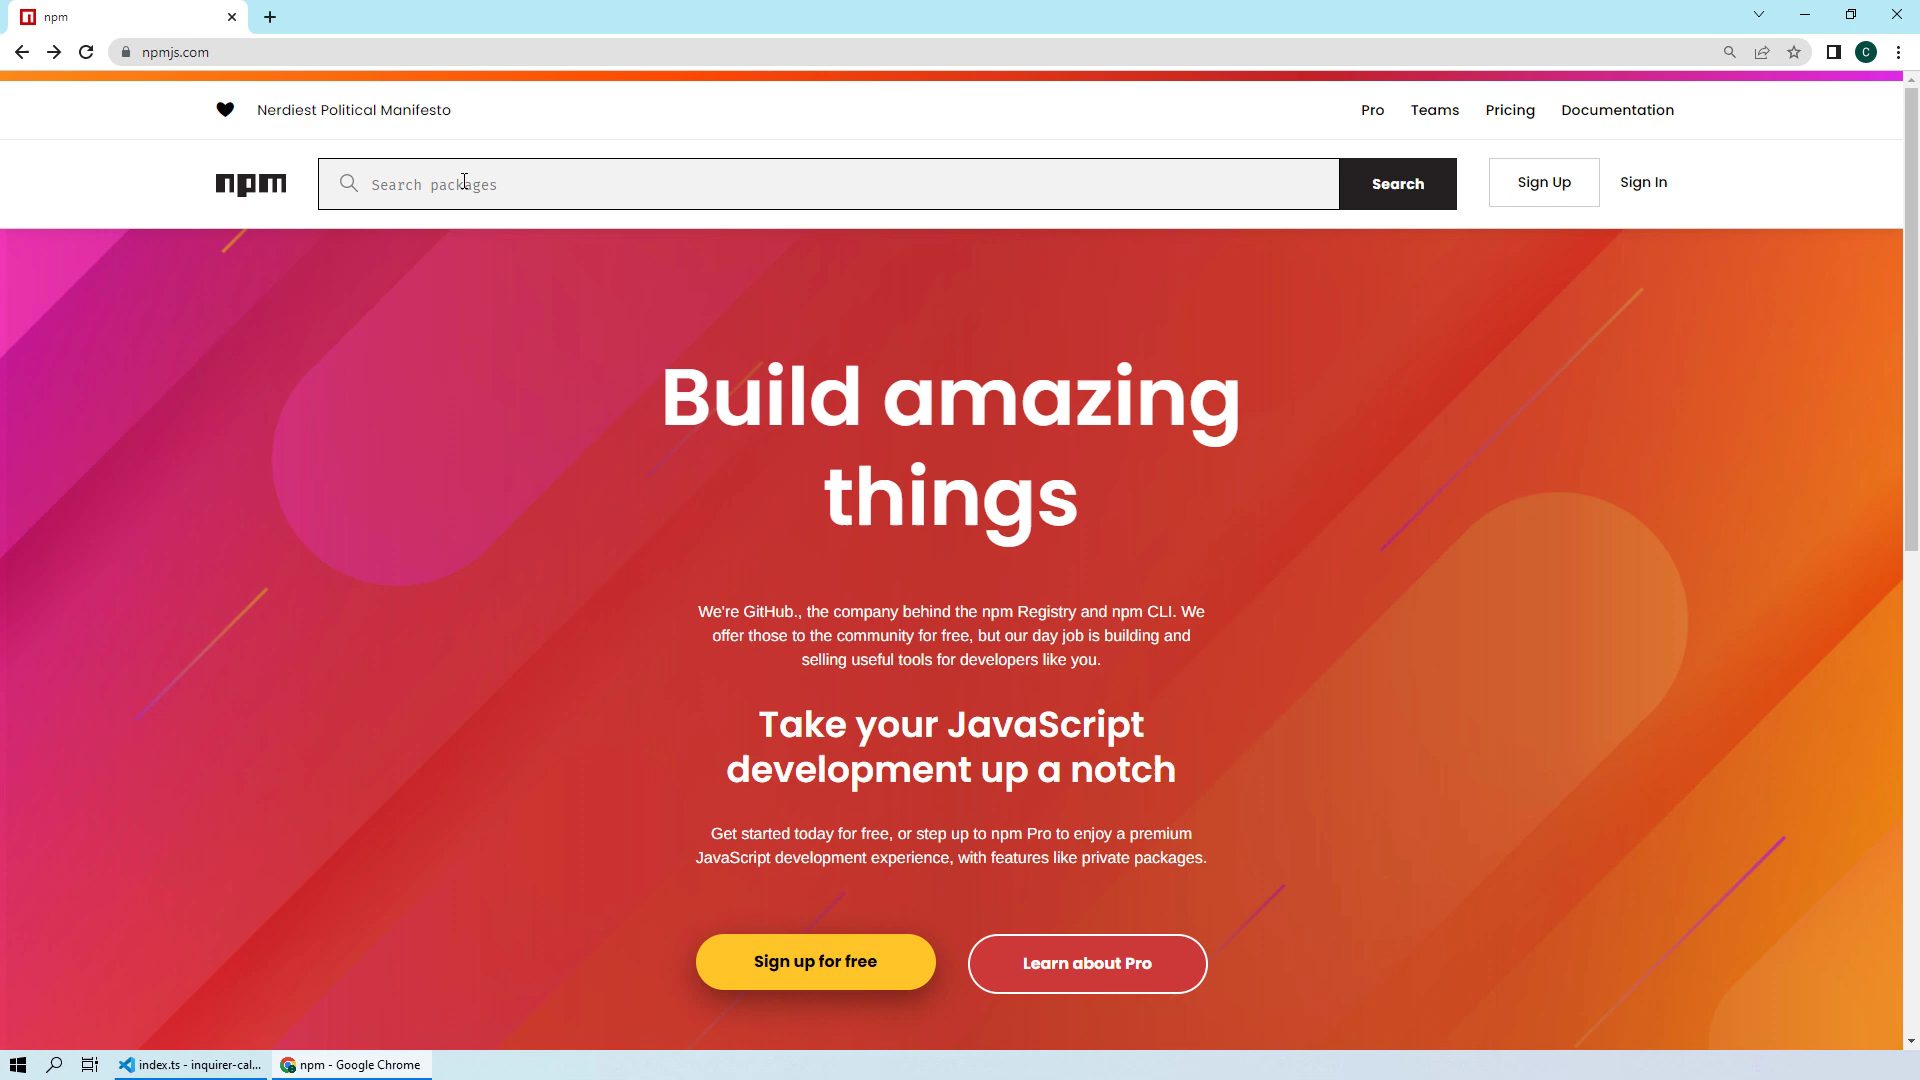 npm
npmjs.com
C
Nerdiest Political Manifesto
Pro Teams Pricing Documentation
npm
Search packages
Search
Sign Up
Sign In
Build amazing
things
We're GitHub., the company behind the npm Registry and npm CLI. We
offer those to the community for free, but our day job is building and
selling useful tools for developers like you.
Take your JavaScript
development up a notch
Get started today for free, or step up to npm Pro to enjoy a premium
JavaScript development experience, with features like private packages.
Sign up for free
Learn about Pro
index.ts - inquirer-cal...
npm - Google Chrome